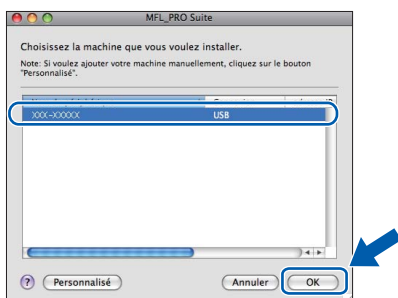 MFL_PRO Suite
Choisissez la machine que vous voulez installer.
Note: Si voulez ajouter votre machine manuellement, cliquez sur le bouton
"Personnalisé".
XXX-XXXXX USB
? Personnalisé Annuler OK